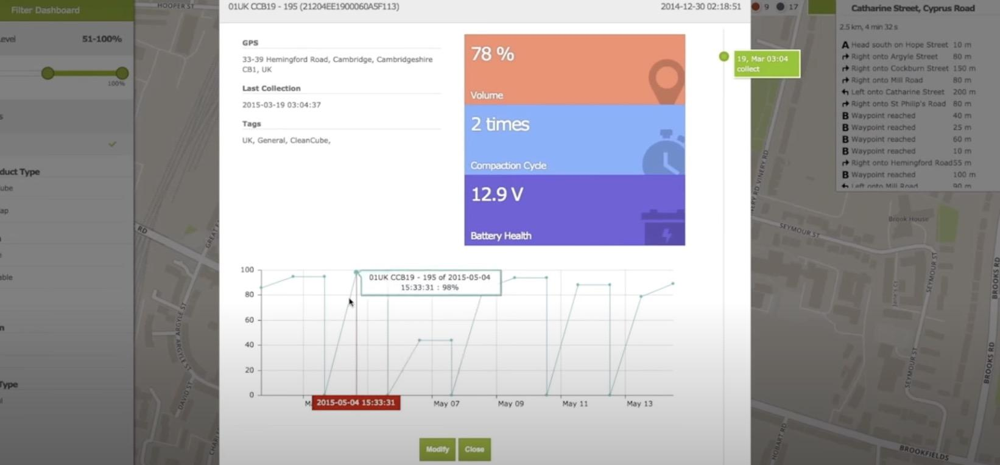 Filter Dashboard
51-100%
100%
duct Type
HOOPER ST
RD
ARGYLE ST
DAVID ST
01UK CCB19 - 195 (21204EE1900060A5F113)
2014-12-30 02:18:51
GPS
33-39 Hemingford Road, Cambridge, Cambridgeshire
CB1, UK
Last Collection
2015-03-19 03:04:37
Tags
UK, General, CleanCube,
78 %
Volume
2 times
Compaction Cycle
12.9 V
Battery Health
19, Mar 03:04
collect
100
80
60
40
20
0
01UK CCB19 - 195 of 2015-05-04
15:33:31 : 98%
2015-05-04 15:33:31
May 07
May 09
May 11
May 13
Modify
Close
9
17
Catharine Street, Cyprus Road
2.5 km, 4 min 32 s
A Head south on Hope Street 10 m
Right onto Argyle Street 80 m
Right onto Cockburn Street 150 m
Right onto Mill Road 80 m
Left onto Catharine Street 200 m
Right onto St Philip's Road 80 m
B Waypoint reached 40 m
B Waypoint reached 25 m
B Waypoint reached 60 m
B Waypoint reached 10 m
Right onto Hemingford Road 55 m
B Waypoint reached 100 m
Left onto Mill Road 90 m
VINERY RD
Brook House
SEYMOUR ST
SEYMOUR ST
SEYMOUR ST
BROOKS RD
BROOKS RD
HOBART RD
BROOKFIELDS